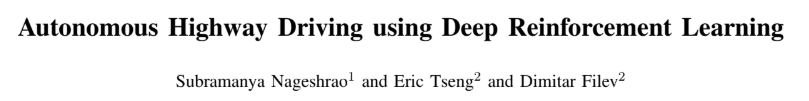 Autonomous Highway Driving using Deep Reinforcement Learning
Subramanya Nageshrao¹ and Eric Tseng² and Dimitar Filev²